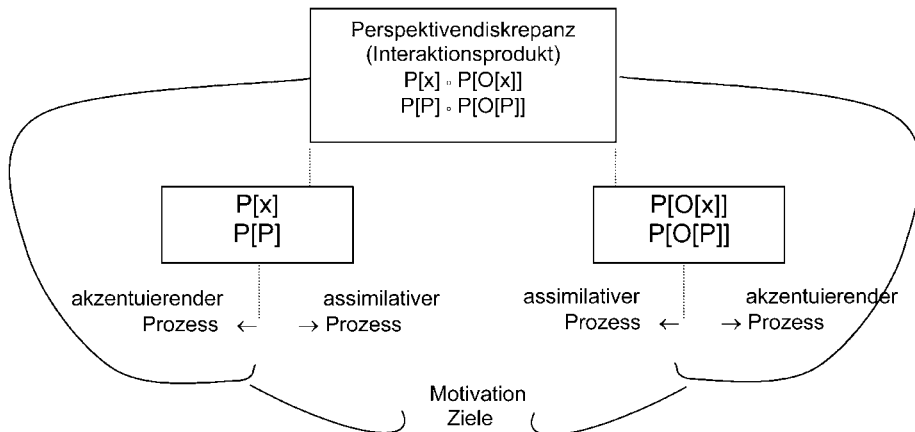 Perspektivendiskrepanz
(Interaktionsprodukt)
P[x] ∘ P[O[x]]
P[P] ∘ P[O[P]]
P[x]
P[P]
P[O[x]]
P[O[P]]
akzentuierender
Prozess ←
assimilativer
→ Prozess
assimilativer
Prozess ←
akzentuierender
→ Prozess
Motivation
Ziele